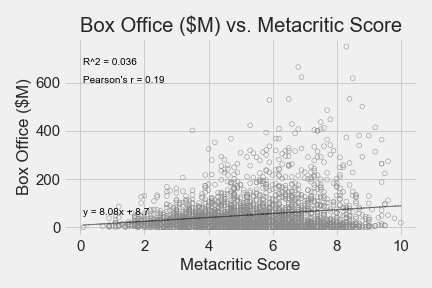 Box Office ($M) vs. Metacritic Score
R^2 = 0.036
Pearson's r = 0.19
y = 8.08x + 8.7
Box Office ($M)
600
400
200
0
0 2 4 6 8 10
Metacritic Score